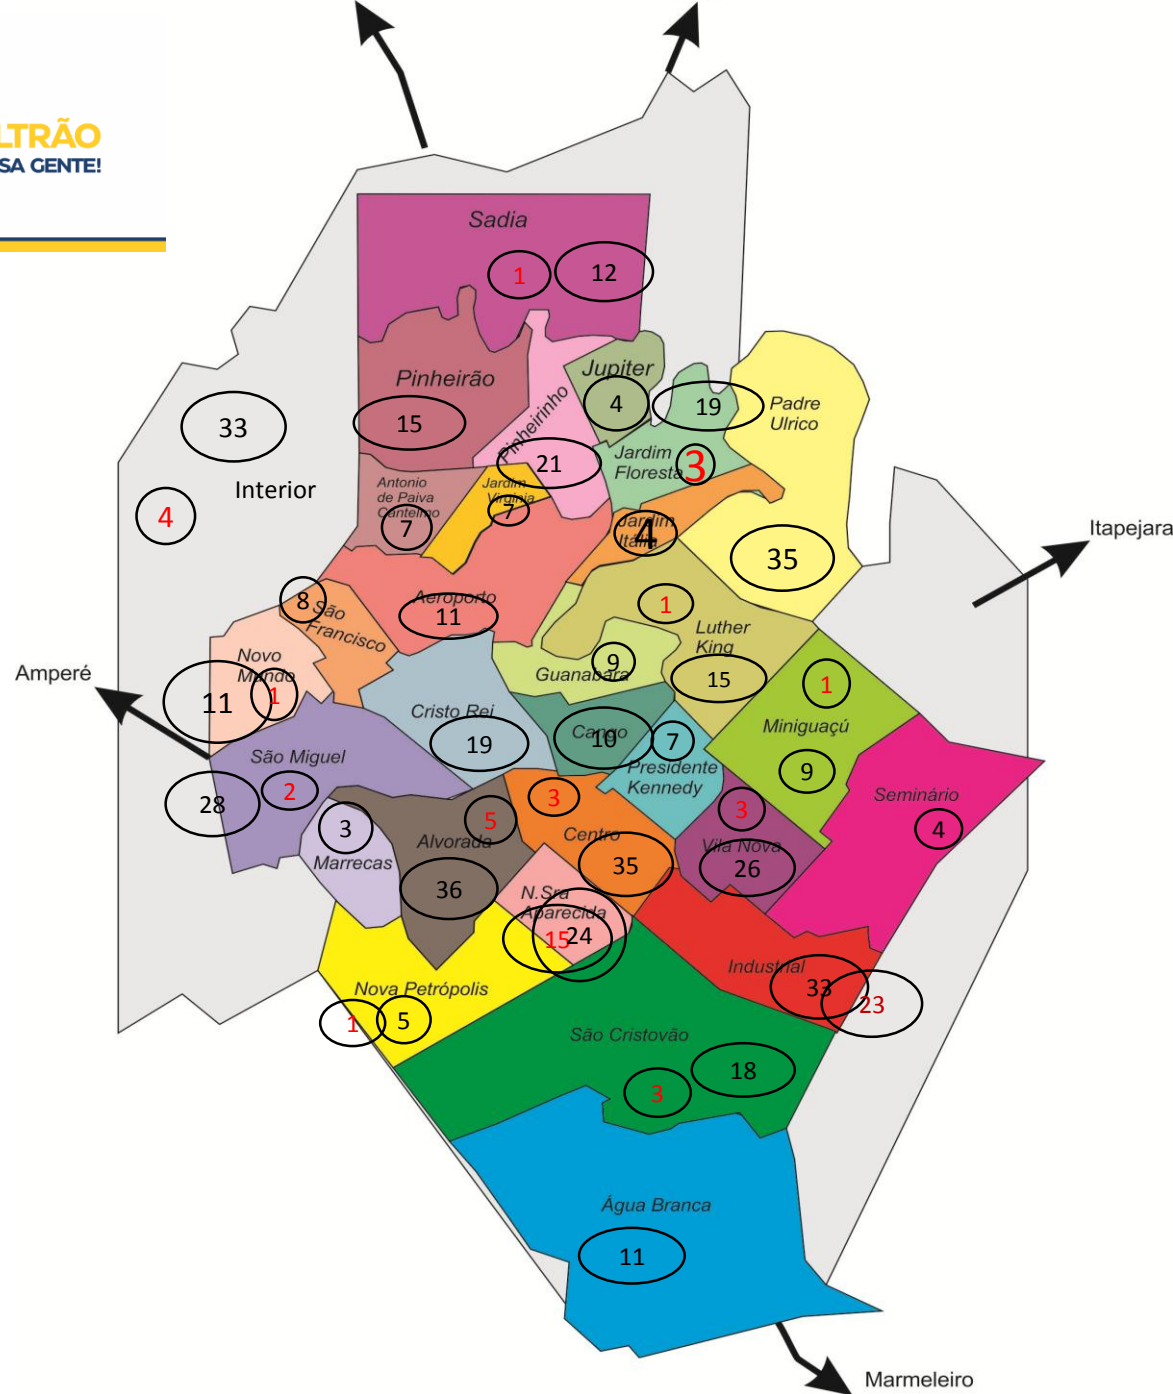 LTRÃO
SA GENTE!
Sadia
1
12
Pinheirão
15
Pinheirinho
21
Jupiter
4
19
Jardim
Floresta
3
Padre
Ulrico
35
33
Interior
4
Antonio
de Paiva
Cantelmo
7
Jardim
Virginia
7
Jardim
Itália
4
Itapejara
Aeroporto
11
8
São
Francisco
1
Luther
King
15
Guanabara
9
Novo
Mundo
11
1
Amperé
Cristo Rei
19
Cango
10
7
Presidente
Kennedy
1
Miniguaçú
9
São Miguel
2
28
3
Marrecas
5
Alvorada
36
3
Centro
35
3
Vila Nova
26
Seminário
4
N.Sra
Aparecida
15
24
Industrial
33
23
Nova Petrópolis
1
5
São Cristovão
18
3
Água Branca
11
Marmeleiro